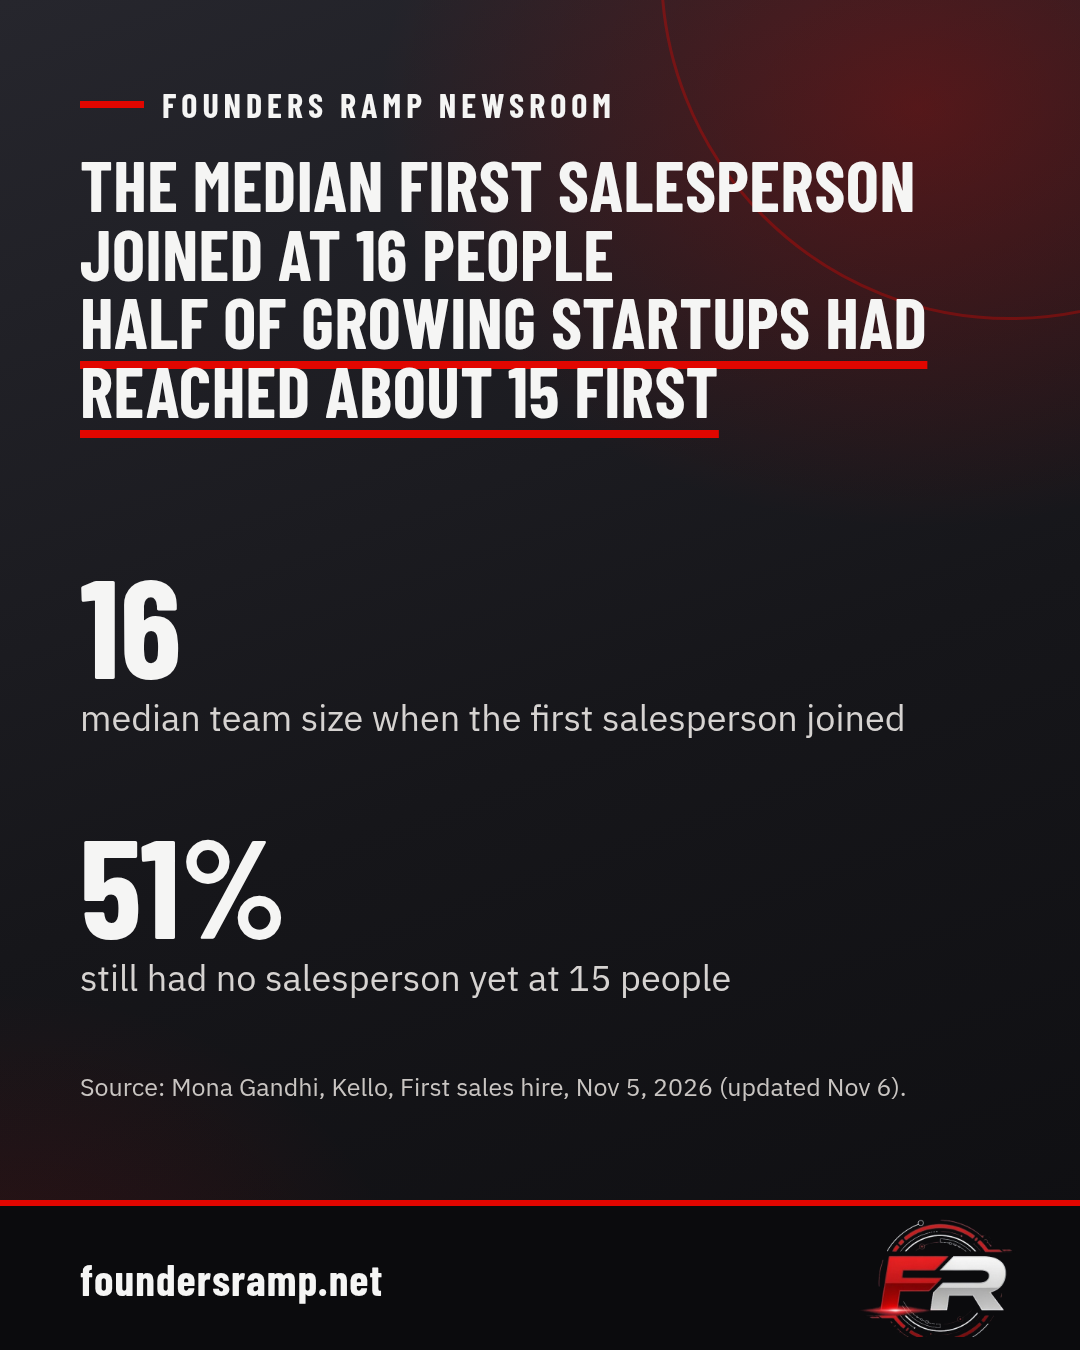 FOUNDERS RAMP NEWSROOM
THE MEDIAN FIRST SALESPERSON
JOINED AT 16 PEOPLE
HALF OF GROWING STARTUPS HAD
REACHED ABOUT 15 FIRST
16
median team size when the first salesperson joined
51%
still had no salesperson yet at 15 people
Source: Mona Gandhi, Kello, First sales hire, Nov 5, 2026 (updated Nov 6).
foundersramp.net
FR